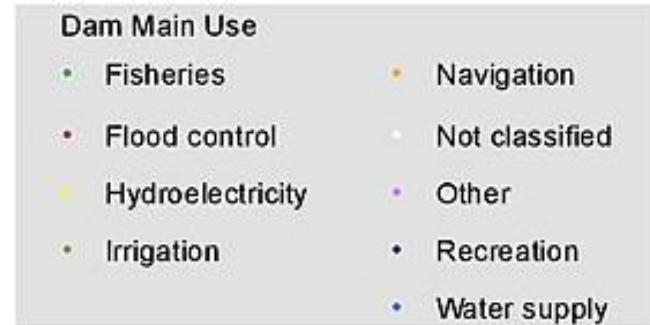 Dam Main Use
Fisheries
Flood control
Hydroelectricity
Irrigation
Navigation
Not classified
Other
Recreation
Water supply